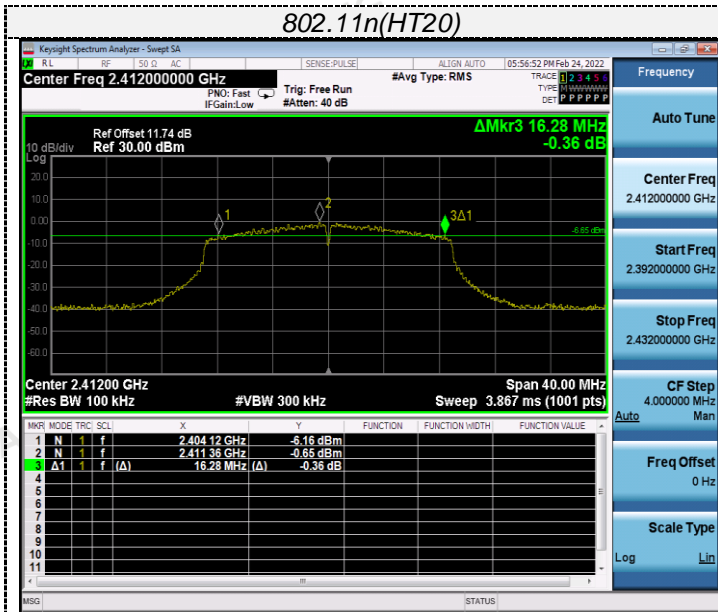 802.11n(HT20)
Keysight Spectrum Analyzer - Swept SA
RL RF 50 Ω AC SENSE:PULSE ALIGN AUTO 05:56:52 PM Feb 24, 2022
Center Freq 2.412000000 GHz
PNO: Fast
IFGain:Low
Trig: Free Run
#Atten: 40 dB
#Avg Type: RMS
TRACE 1 2 3 4 5 6
TYPE MWWWWW
DET P P P P P P
ΔMkr3 16.28 MHz
-0.36 dB
Ref Offset 11.74 dB
10 dB/div Ref 30.00 dBm
Log
20.0
10.0
0.00
-10.0
-20.0
-30.0
-40.0
-50.0
-60.0
1
2
3Δ1
-6.65 dBm
Center 2.41200 GHz Span 40.00 MHz
#Res BW 100 kHz #VBW 300 kHz Sweep 3.867 ms (1001 pts)
MKR MODE TRC SCL X Y FUNCTION FUNCTION WIDTH FUNCTION VALUE
1 N 1 f 2.404 12 GHz -6.16 dBm
2 N 1 f 2.411 36 GHz -0.65 dBm
3 Δ1 1 f (Δ) 16.28 MHz (Δ) -0.36 dB
4
5
6
7
8
9
10
11
MSG STATUS
Frequency
Auto Tune
Center Freq
2.412000000 GHz
Start Freq
2.392000000 GHz
Stop Freq
2.432000000 GHz
CF Step
4.000000 MHz
Auto Man
Freq Offset
0 Hz
Scale Type
Log Lin